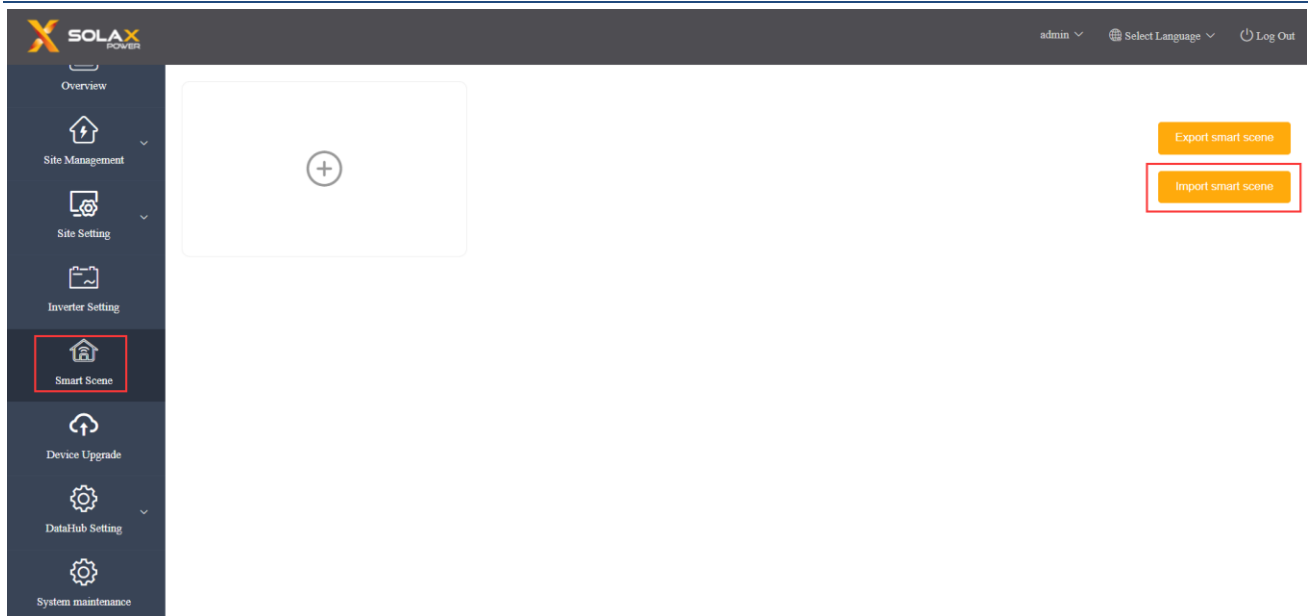 SOLAX
POWER
admin
Select Language
Log Out
Overview
Site Management
Site Setting
Inverter Setting
Smart Scene
Device Upgrade
DataHub Setting
System maintenance
Export smart scene
Import smart scene